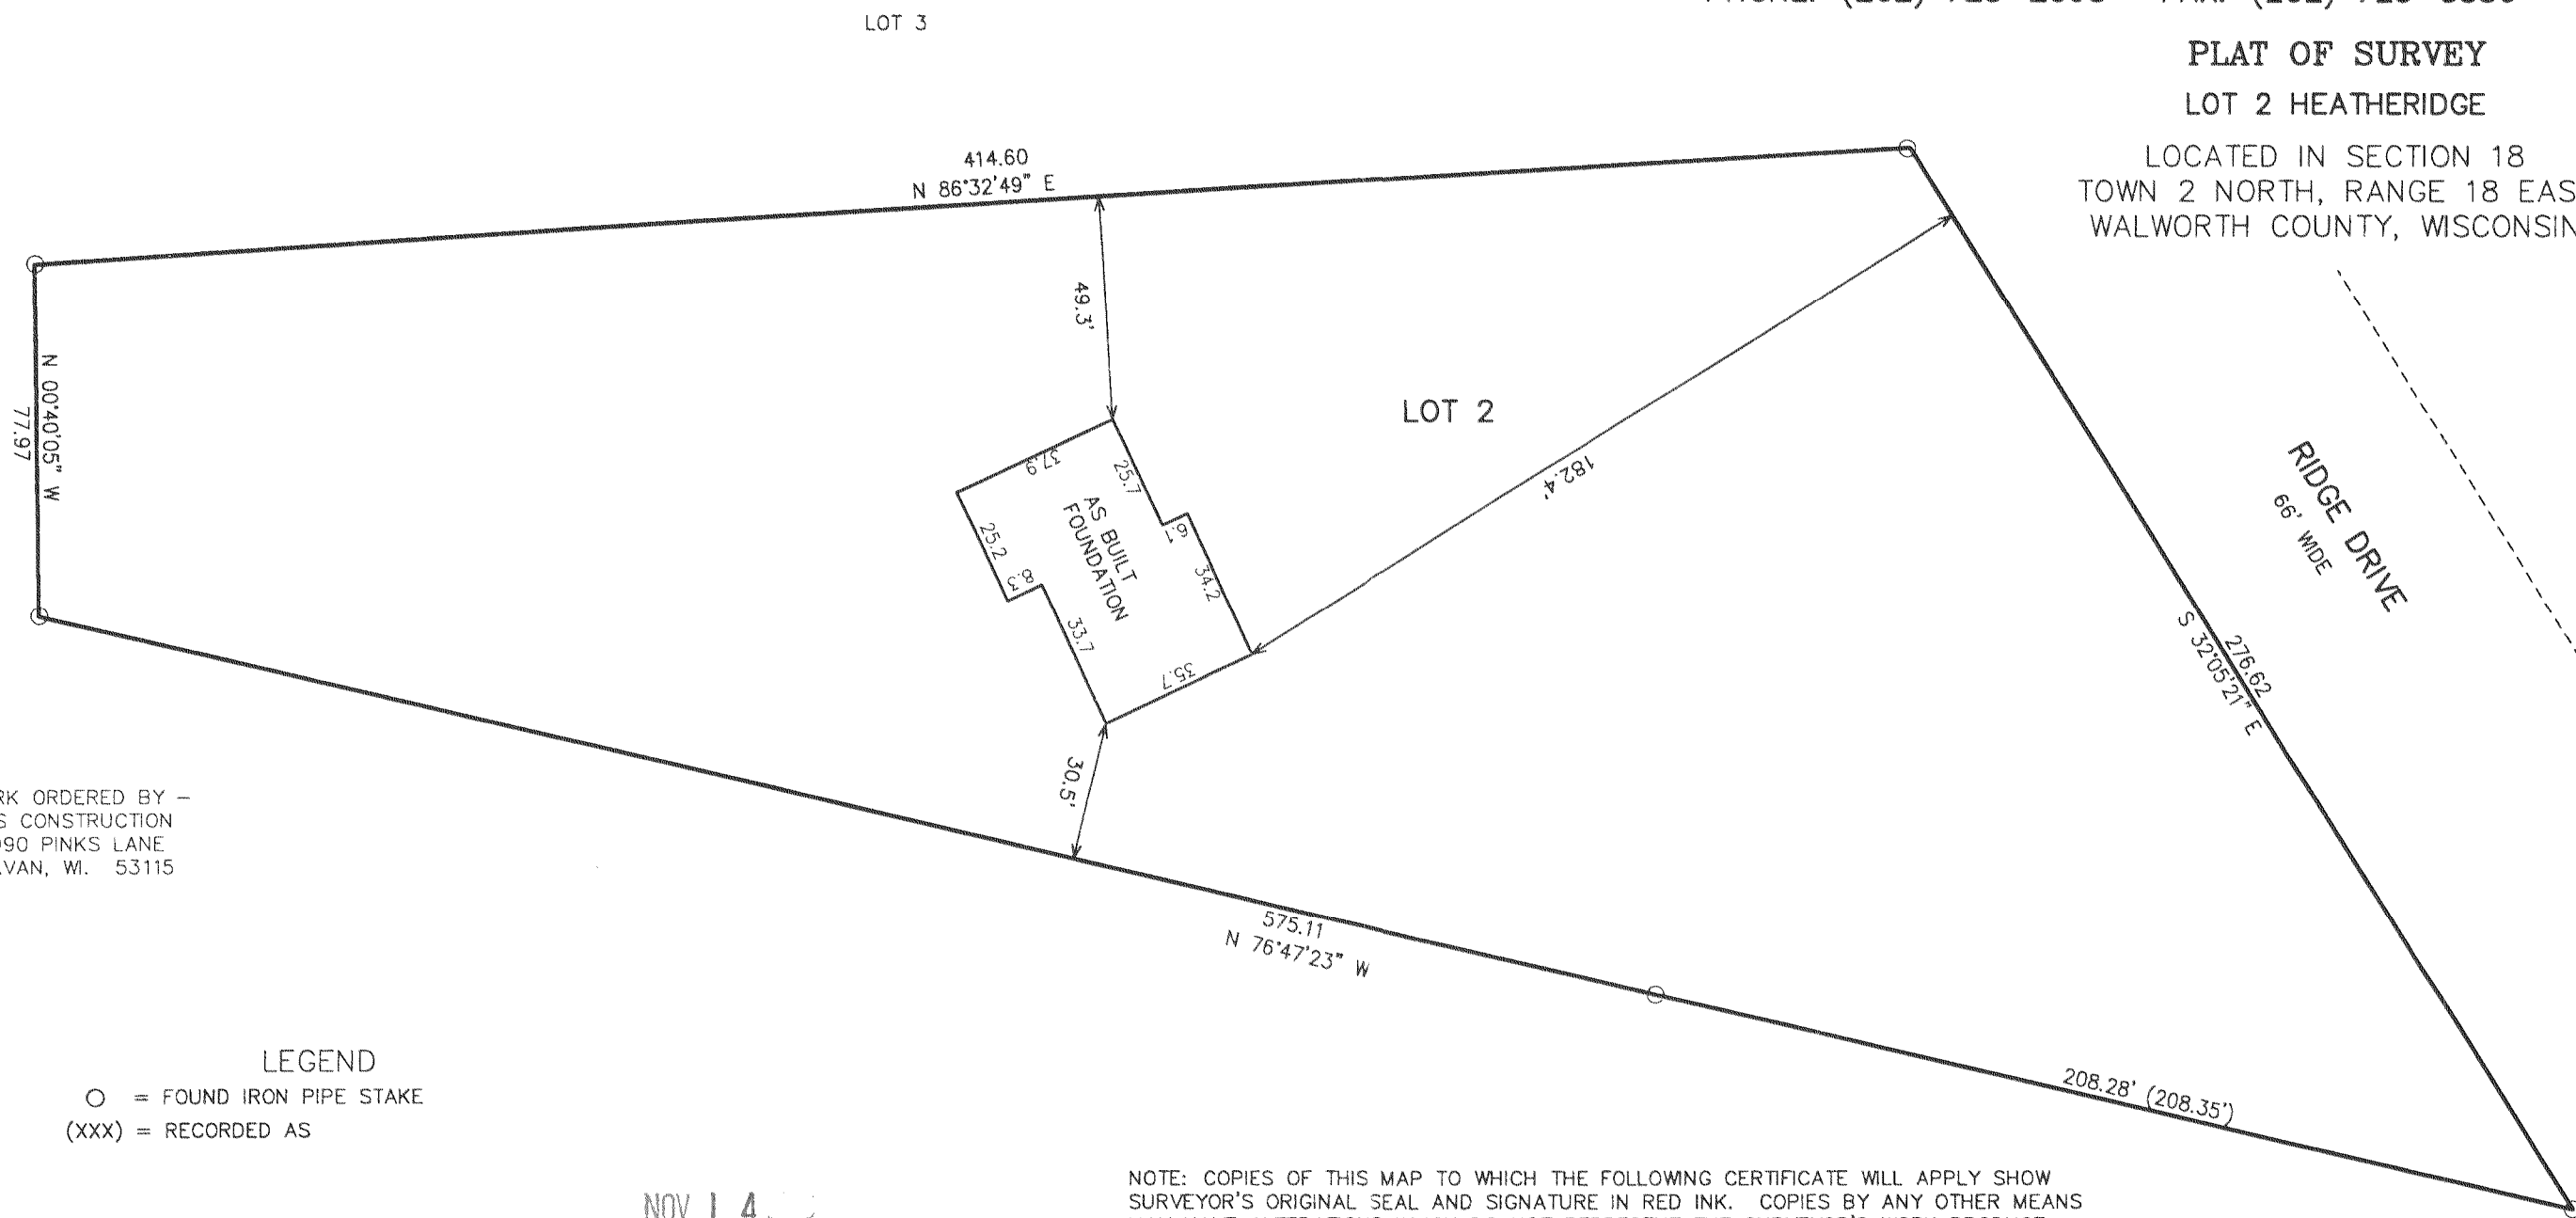 LOT 3
PLAT OF SURVEY
LOT 2 HEATHERIDGE
LOCATED IN SECTION 18
TOWN 2 NORTH, RANGE 18 EAS
WALWORTH COUNTY, WISCONSIN
414.60
N 86°32'49" E
49.3'
N 00°40'05" W
77.97
LOT 2
182.4'
RIDGE DRIVE
66' WIDE
276.62
S 32°05'21" E
37.9
25.7
6.1
34.2
AS BUILT
FOUNDATION
25.2
8.3
33.7
35.7
30.5'
RK ORDERED BY –
S CONSTRUCTION
90 PINKS LANE
VAN, WI. 53115
575.11
N 76°47'23" W
208.28' (208.35')
LEGEND
O = FOUND IRON PIPE STAKE
(XXX) = RECORDED AS
NOV 14
NOTE: COPIES OF THIS MAP TO WHICH THE FOLLOWING CERTIFICATE WILL APPLY SHOW
SURVEYOR'S ORIGINAL SEAL AND SIGNATURE IN RED INK. COPIES BY ANY OTHER MEANS